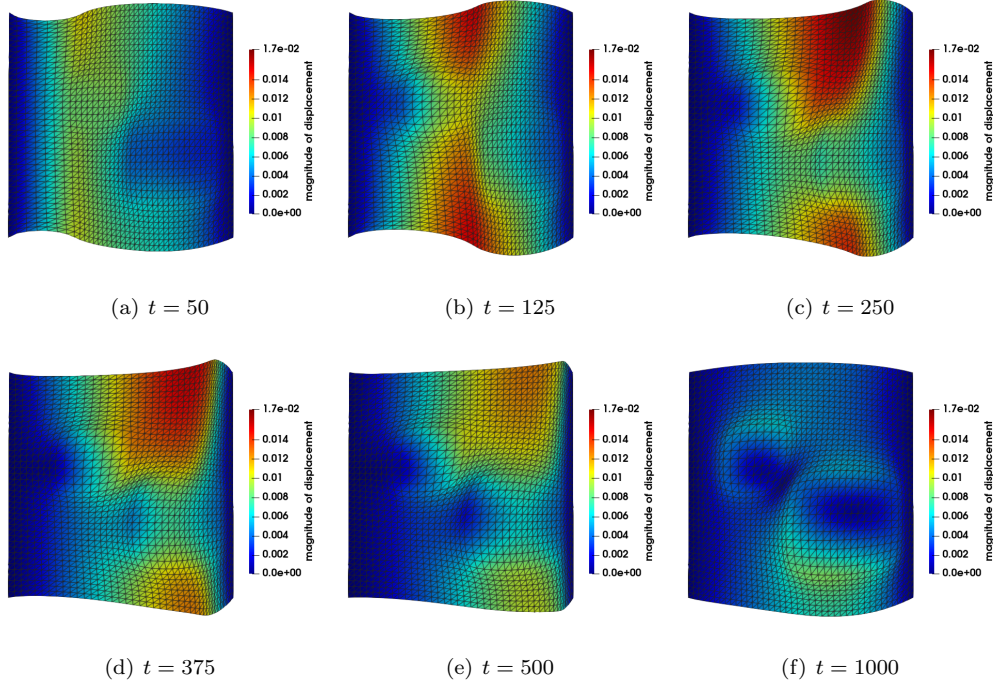 1.7e-02
0.014
0.012
0.01
0.008
0.006
0.004
0.002
0.0e+00
magnitude of displacement
1.7e-02
0.014
0.012
0.01
0.008
0.006
0.004
0.002
0.0e+00
magnitude of displacement
1.7e-02
0.014
0.012
0.01
0.008
0.006
0.004
0.002
0.0e+00
magnitude of displacement
(a) t = 50
(b) t = 125
(c) t = 250
1.7e-02
0.014
0.012
0.01
0.008
0.006
0.004
0.002
0.0e+00
magnitude of displacement
1.7e-02
0.014
0.012
0.01
0.008
0.006
0.004
0.002
0.0e+00
magnitude of displacement
1.7e-02
0.014
0.012
0.01
0.008
0.006
0.004
0.002
0.0e+00
magnitude of displacement
(d) t = 375
(e) t = 500
(f) t = 1000